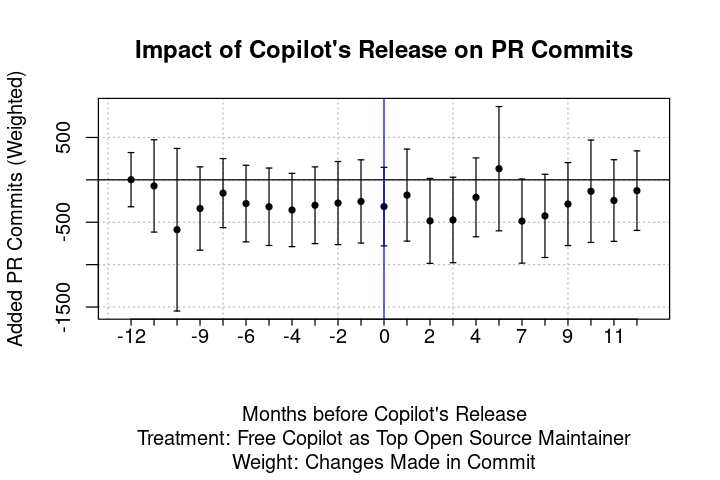 Impact of Copilot's Release on PR Commits
Added PR Commits (Weighted)
500
-500
-1500
-12 -9 -6 -4 -2 0 2 4 7 9 11
Months before Copilot's Release
Treatment: Free Copilot as Top Open Source Maintainer
Weight: Changes Made in Commit